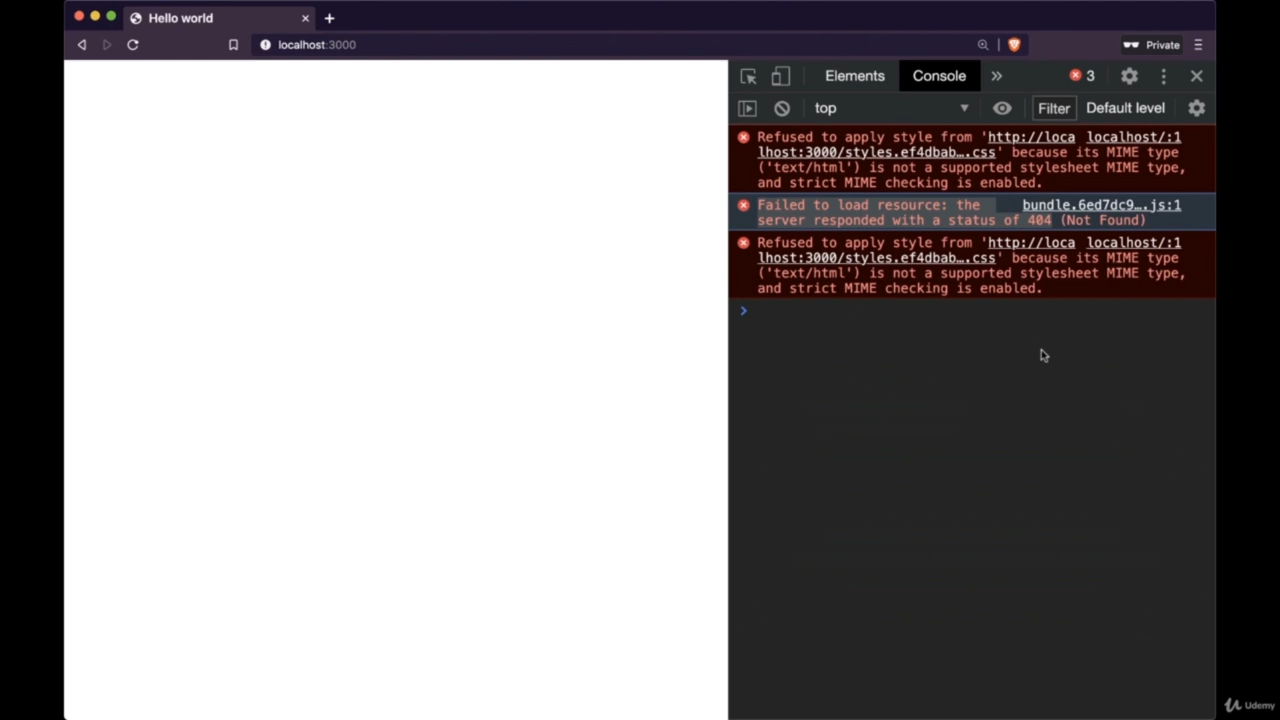 Hello world
localhost:3000
Private
Elements
Console
3
top
Filter
Default level
Refused to apply style from 'http://loca localhost/:1
lhost:3000/styles.ef4dbab….css' because its MIME type
('text/html') is not a supported stylesheet MIME type,
and strict MIME checking is enabled.
Failed to load resource: the bundle.6ed7dc9….js:1
server responded with a status of 404 (Not Found)
Refused to apply style from 'http://loca localhost/:1
lhost:3000/styles.ef4dbab….css' because its MIME type
('text/html') is not a supported stylesheet MIME type,
and strict MIME checking is enabled.
Udemy